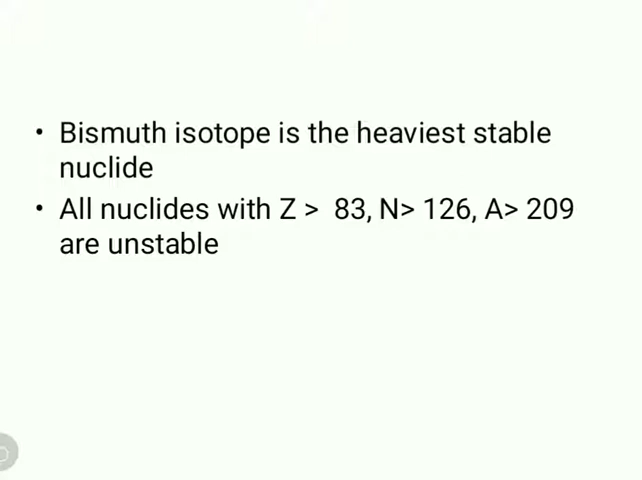 • Bismuth isotope is the heaviest stable
nuclide
• All nuclides with Z > 83, N> 126, A> 209
are unstable